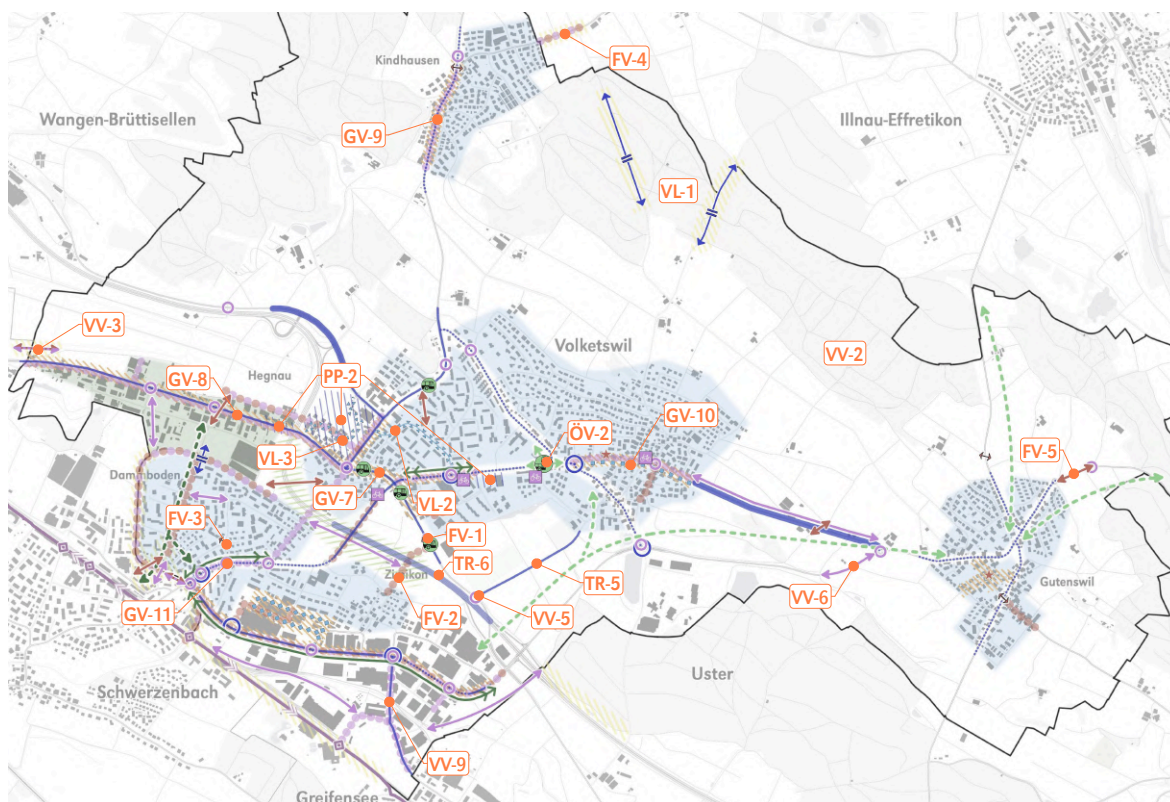 Kindhausen
FV-4
Wangen-Brüttisellen
Illnau-Effretikon
GV-9
VL-1
VV-3
Volketswil
VV-2
Hegnau
PP-2
GV-8
ÖV-2
GV-10
VL-3
FV-5
Dammboden
GV-7
VL-2
FV-3
FV-1
Zimikon
TR-6
TR-5
Gutenswil
GV-11
FV-2
VV-5
VV-6
Uster
Schwerzenbach
VV-9
Greifensee